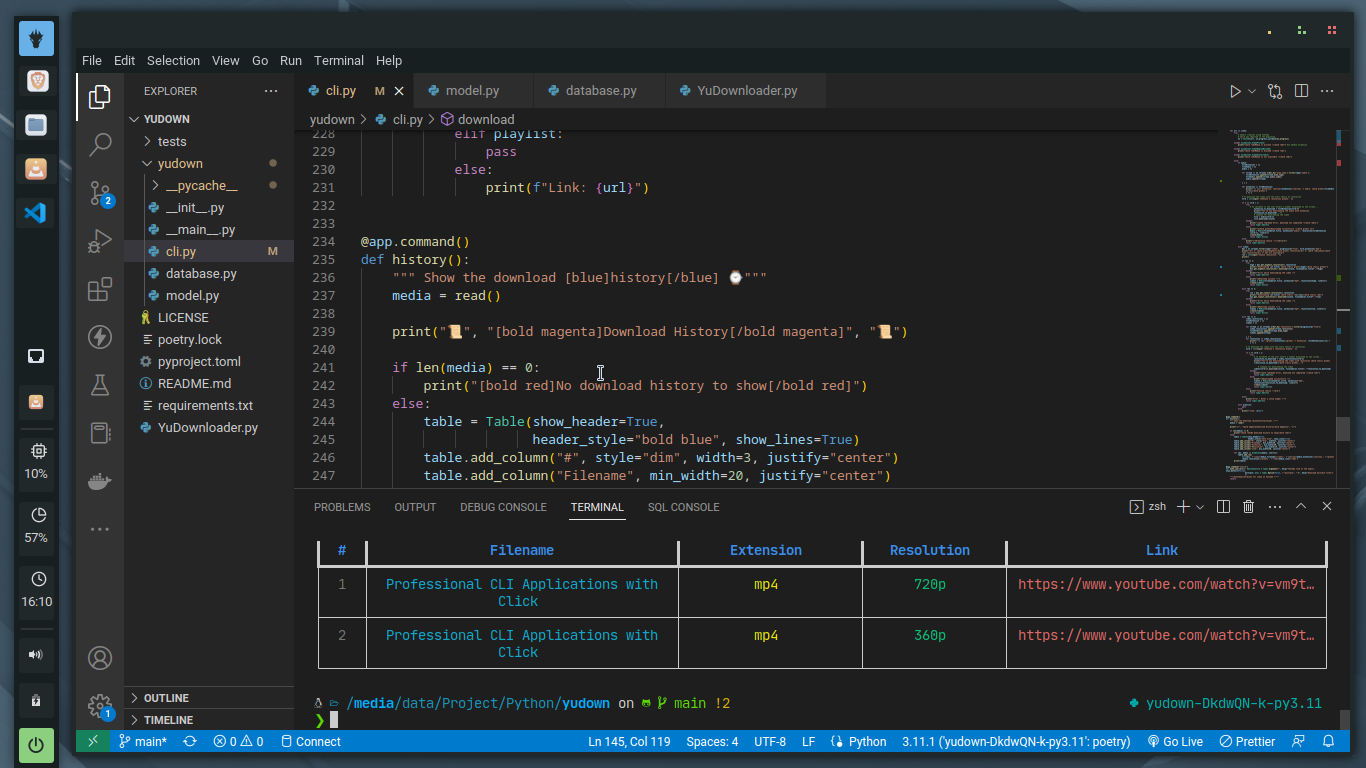 File Edit Selection View Go Run Terminal Help
EXPLORER
cli.py M
model.py
database.py
YuDownloader.py
yudown > cli.py > download
YUDOWN
tests
yudown
__pycache__
__init__.py
__main__.py
cli.py M
database.py
model.py
LICENSE
poetry.lock
pyproject.toml
README.md
requirements.txt
YuDownloader.py
OUTLINE
TIMELINE
2
1
10%
57%
16:10
228 elif playlist:
229 pass
230 else:
231 print(f"Link: {url}")
232
233
234 @app.command()
235 def history():
236 """ Show the download [blue]history[/blue] ⌚"""
237 media = read()
238
239 print("📜", "[bold magenta]Download History[/bold magenta]", "📜")
240
241 if len(media) == 0:
242 print("[bold red]No download history to show[/bold red]")
243 else:
244 table = Table(show_header=True,
245 header_style="bold blue", show_lines=True)
246 table.add_column("#", style="dim", width=3, justify="center")
247 table.add_column("Filename", min_width=20, justify="center")
PROBLEMS OUTPUT DEBUG CONSOLE TERMINAL SQL CONSOLE
zsh
# Filename Extension Resolution Link
1 Professional CLI Applications with mp4 720p https://www.youtube.com/watch?v=vm9t…
Click
2 Professional CLI Applications with mp4 360p https://www.youtube.com/watch?v=vm9t…
Click
/media/data/Project/Python/yudown on main !2
yudown-DkdwQN-k-py3.11
❯
main* 0 0 Connect Ln 145, Col 119 Spaces: 4 UTF-8 LF Python 3.11.1 ('yudown-DkdwQN-k-py3.11': poetry) Go Live Prettier